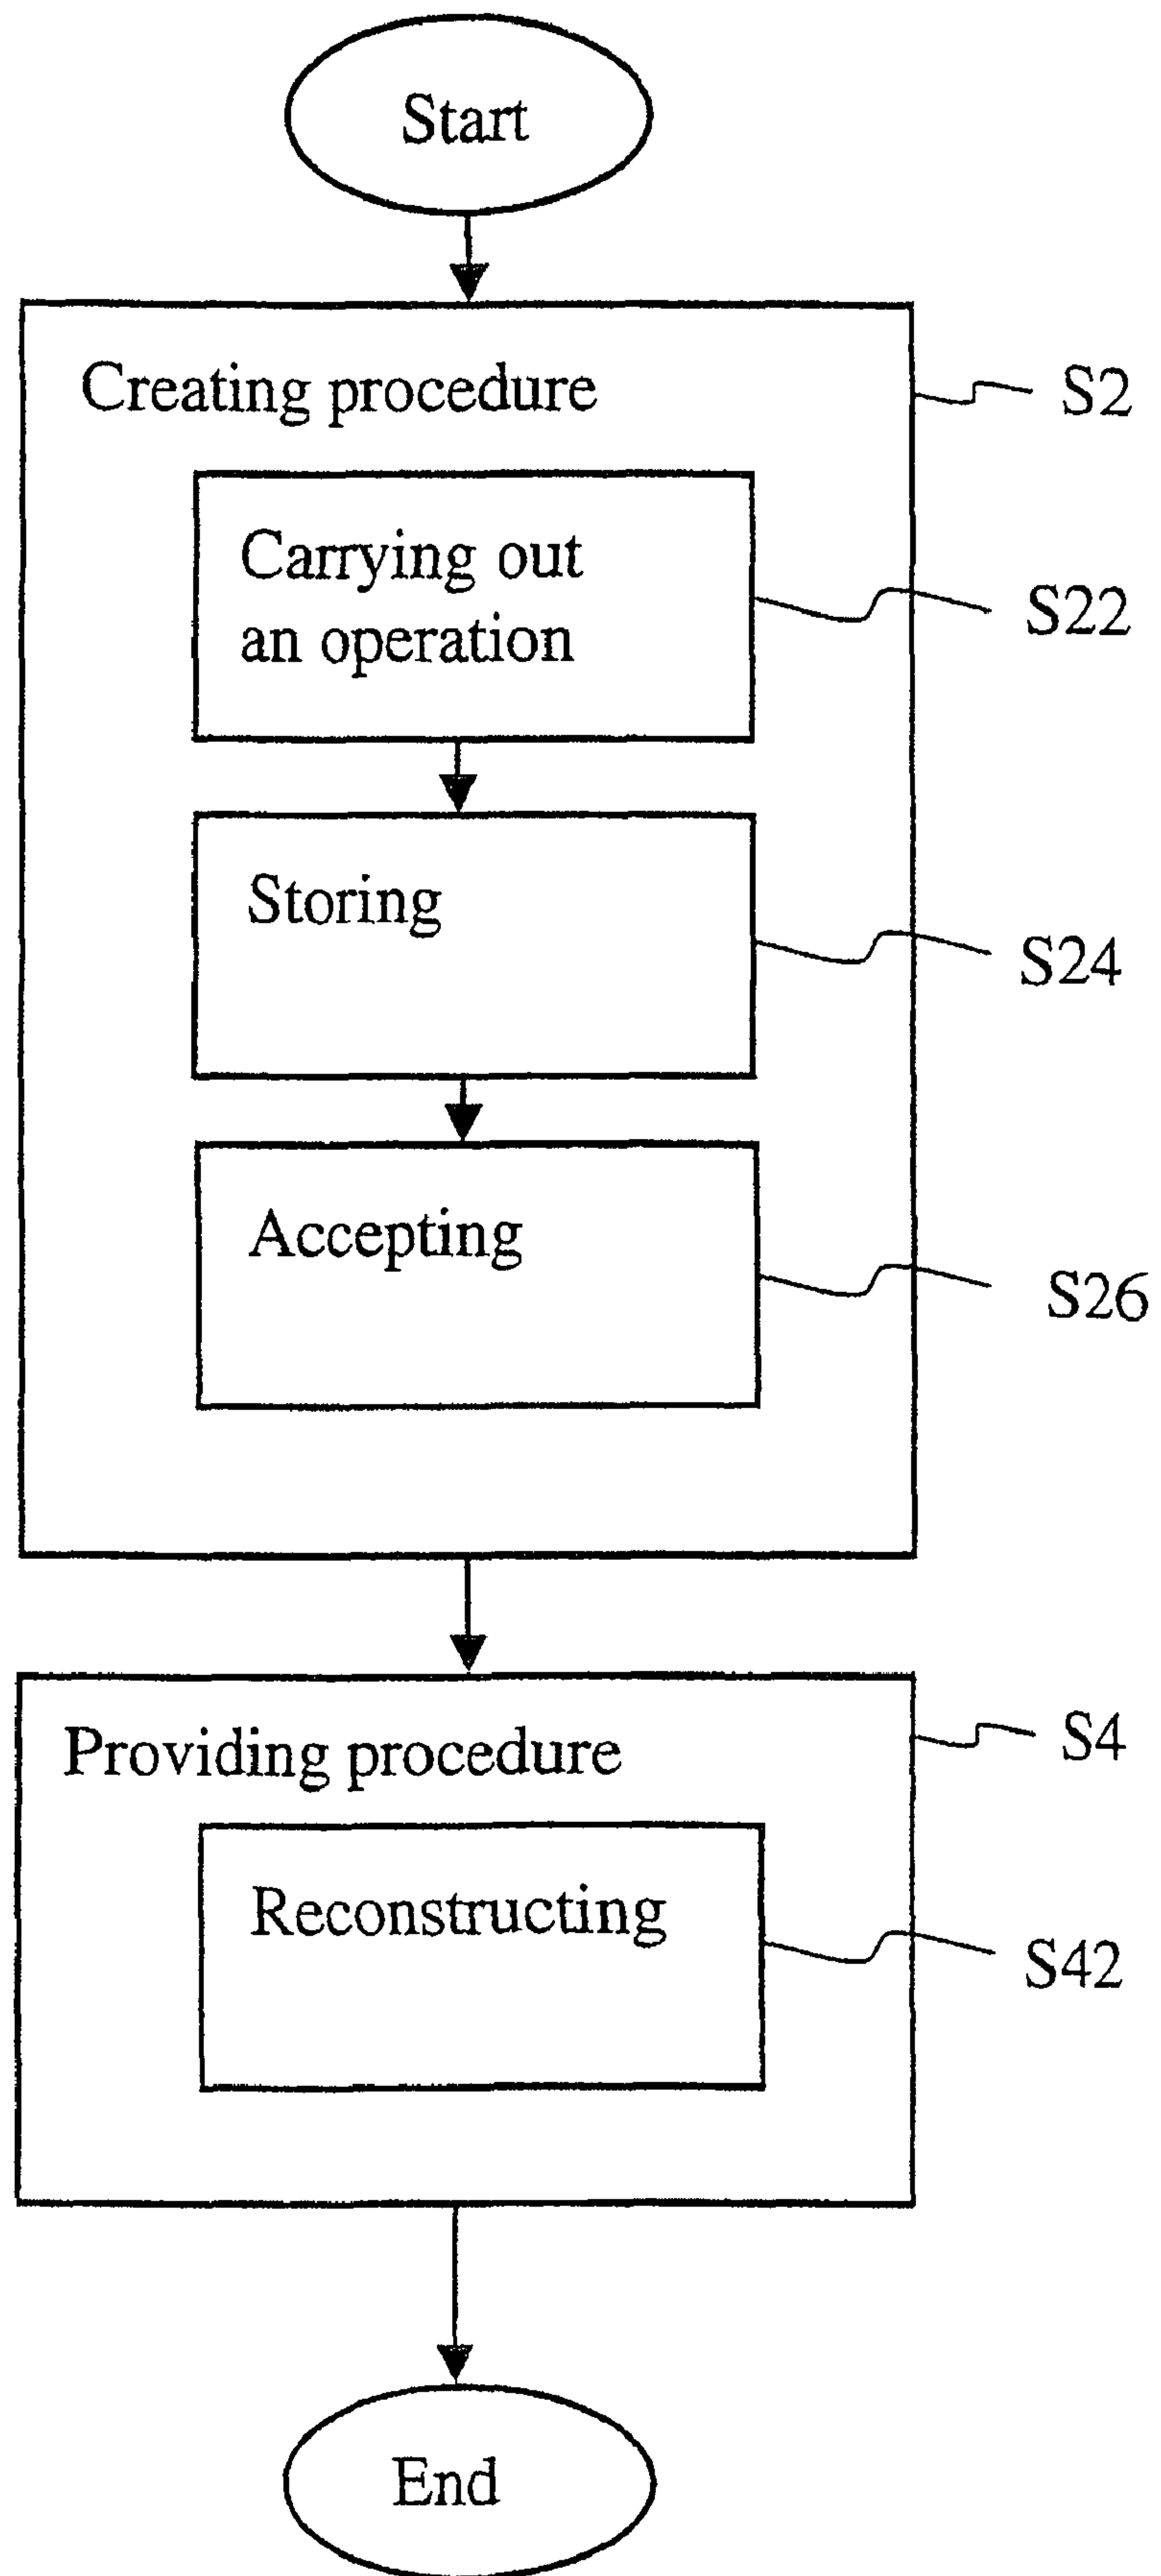 Start
Creating procedure
S2
Carrying out
an operation
S22
Storing
S24
Accepting
S26
Providing procedure
S4
Reconstructing
S42
End